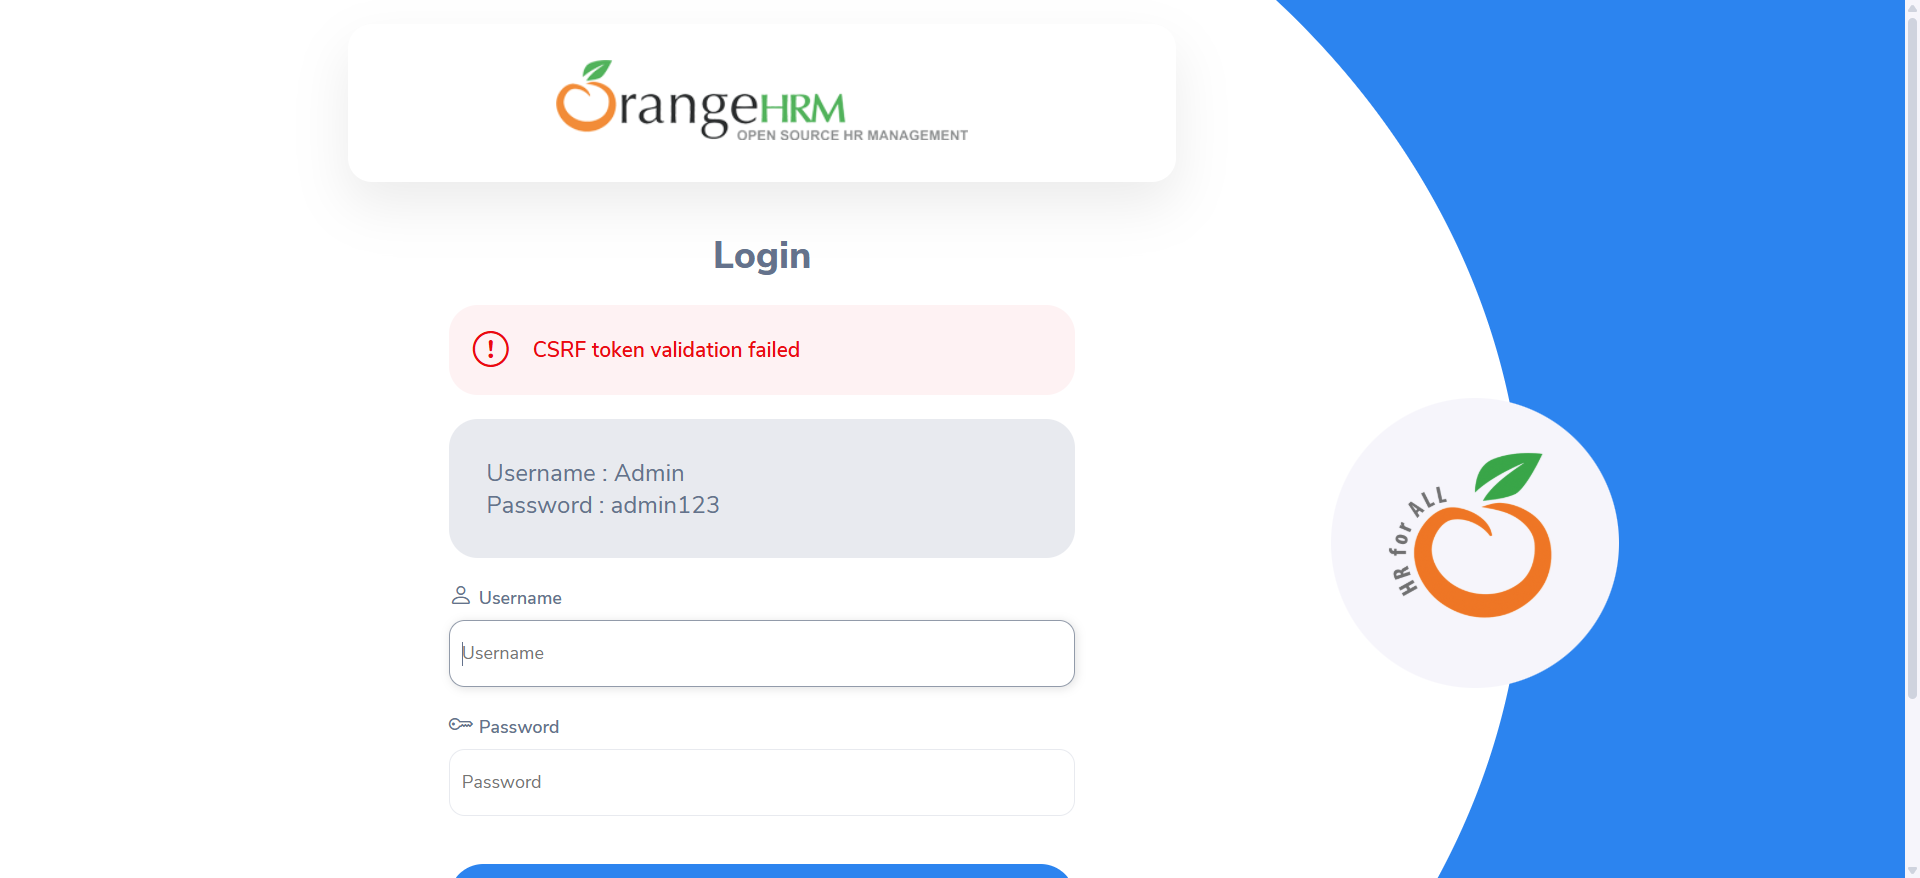 OrangeHRM
OPEN SOURCE HR MANAGEMENT
Login
CSRF token validation failed
Username : Admin
Password : admin123
Username
Username
Password
Password
HR for ALL